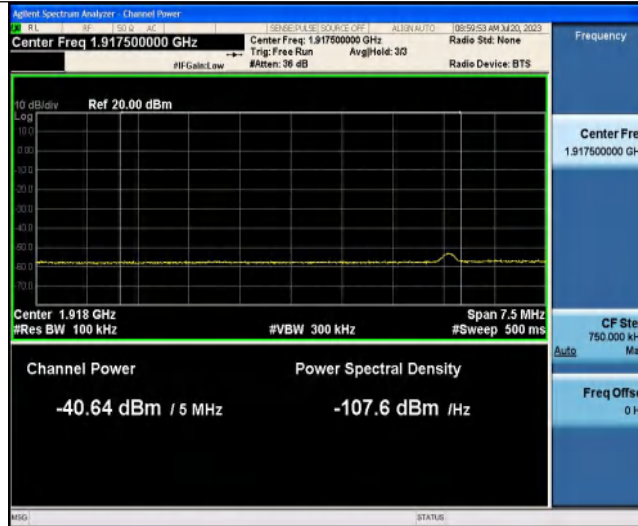 Agilent Spectrum Analyzer - Channel Power
RL RF 50 Ω AC SENSE:PULSE SOURCE OFF ALIGN AUTO 08:59:53 AM Jul 20, 2023
Center Freq 1.917500000 GHz
Center Freq: 1.917500000 GHz
Radio Std: None
Trig: Free Run Avg|Hold: 3/3
#IFGain:Low #Atten: 36 dB Radio Device: BTS
10 dB/div Ref 20.00 dBm
Log
10.0
0.00
-10.0
-20.0
-30.0
-40.0
-50.0
-60.0
-70.0
Center 1.918 GHz Span 7.5 MHz
#Res BW 100 kHz #VBW 300 kHz #Sweep 500 ms
Channel Power Power Spectral Density
-40.64 dBm / 5 MHz -107.6 dBm /Hz
MSG STATUS
Frequency
Center Fre
1.917500000 GH
CF Ste
750.000 kH
Auto Ma
Freq Offse
0 H